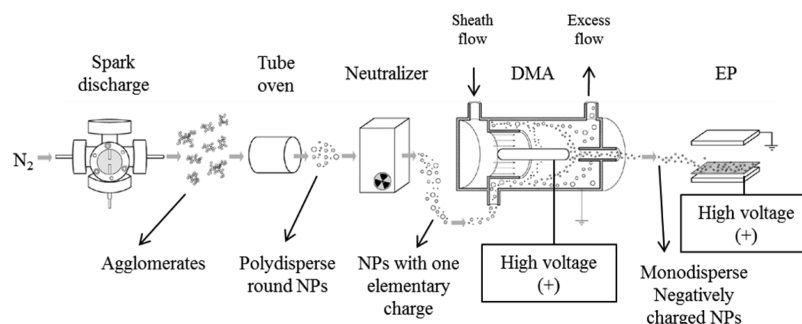 Sheath
flow
Excess
flow
Spark
discharge
Tube
oven
Neutralizer
DMA
EP
N₂
High voltage
(+)
High voltage
(+)
Agglomerates
Polydisperse
round NPs
NPs with one
elementary
charge
Monodisperse
Negatively
charged NPs